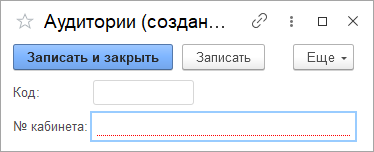 Аудитории (создан...
Записать и закрыть Записать Еще
Код:
№ кабинета: